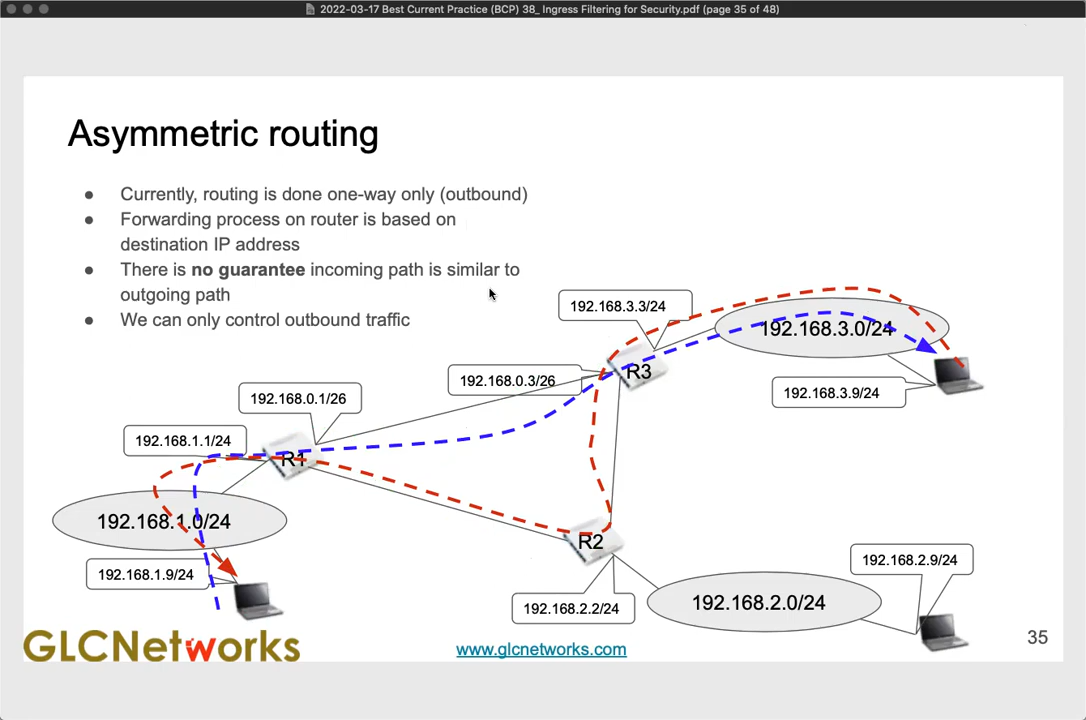 2022-03-17 Best Current Practice (BCP) 38_ Ingress Filtering for Security.pdf (page 35 of 48)
Asymmetric routing
● Currently, routing is done one-way only (outbound)
● Forwarding process on router is based on
destination IP address
● There is no guarantee incoming path is similar to
outgoing path
● We can only control outbound traffic
192.168.3.3/24
192.168.3.0/24
R3
192.168.0.3/26
192.168.3.9/24
192.168.0.1/26
192.168.1.1/24
R1
192.168.1.0/24
R2
192.168.1.9/24
192.168.2.9/24
192.168.2.2/24
192.168.2.0/24
GLCNetworks
www.glcnetworks.com
35